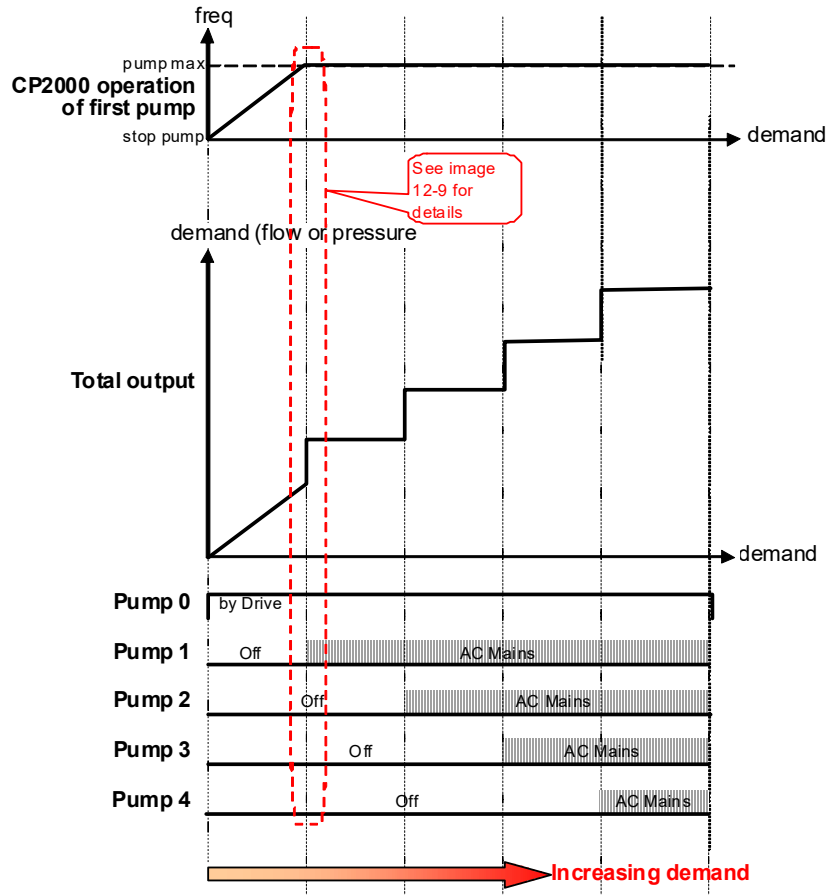 freq
pump max
CP2000 operation
of first pump
stop pump
demand
See image
12-9 for
details
demand (flow or pressure
Total output
demand
Pump 0 by Drive
Pump 1 Off AC Mains
Pump 2 Off AC Mains
Pump 3 Off AC Mains
Pump 4 Off AC Mains
Increasing demand